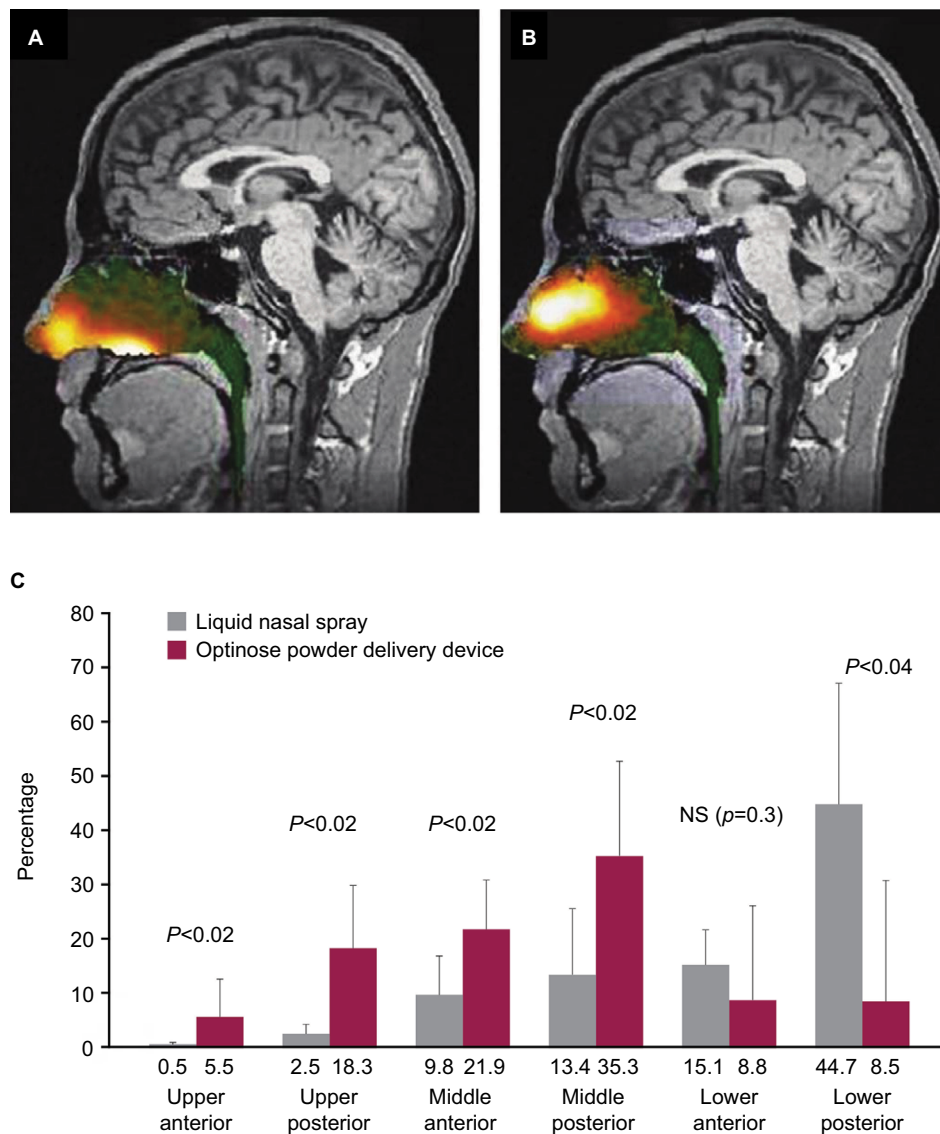 A
B
C
80
70
60
50
40
30
20
10
0
Percentage
Liquid nasal spray
Optinose powder delivery device
P<0.02
P<0.02
P<0.02
P<0.02
NS (p=0.3)
P<0.04
0.5 5.5 2.5 18.3 9.8 21.9 13.4 35.3 15.1 8.8 44.7 8.5
Upper anterior
Upper posterior
Middle anterior
Middle posterior
Lower anterior
Lower posterior